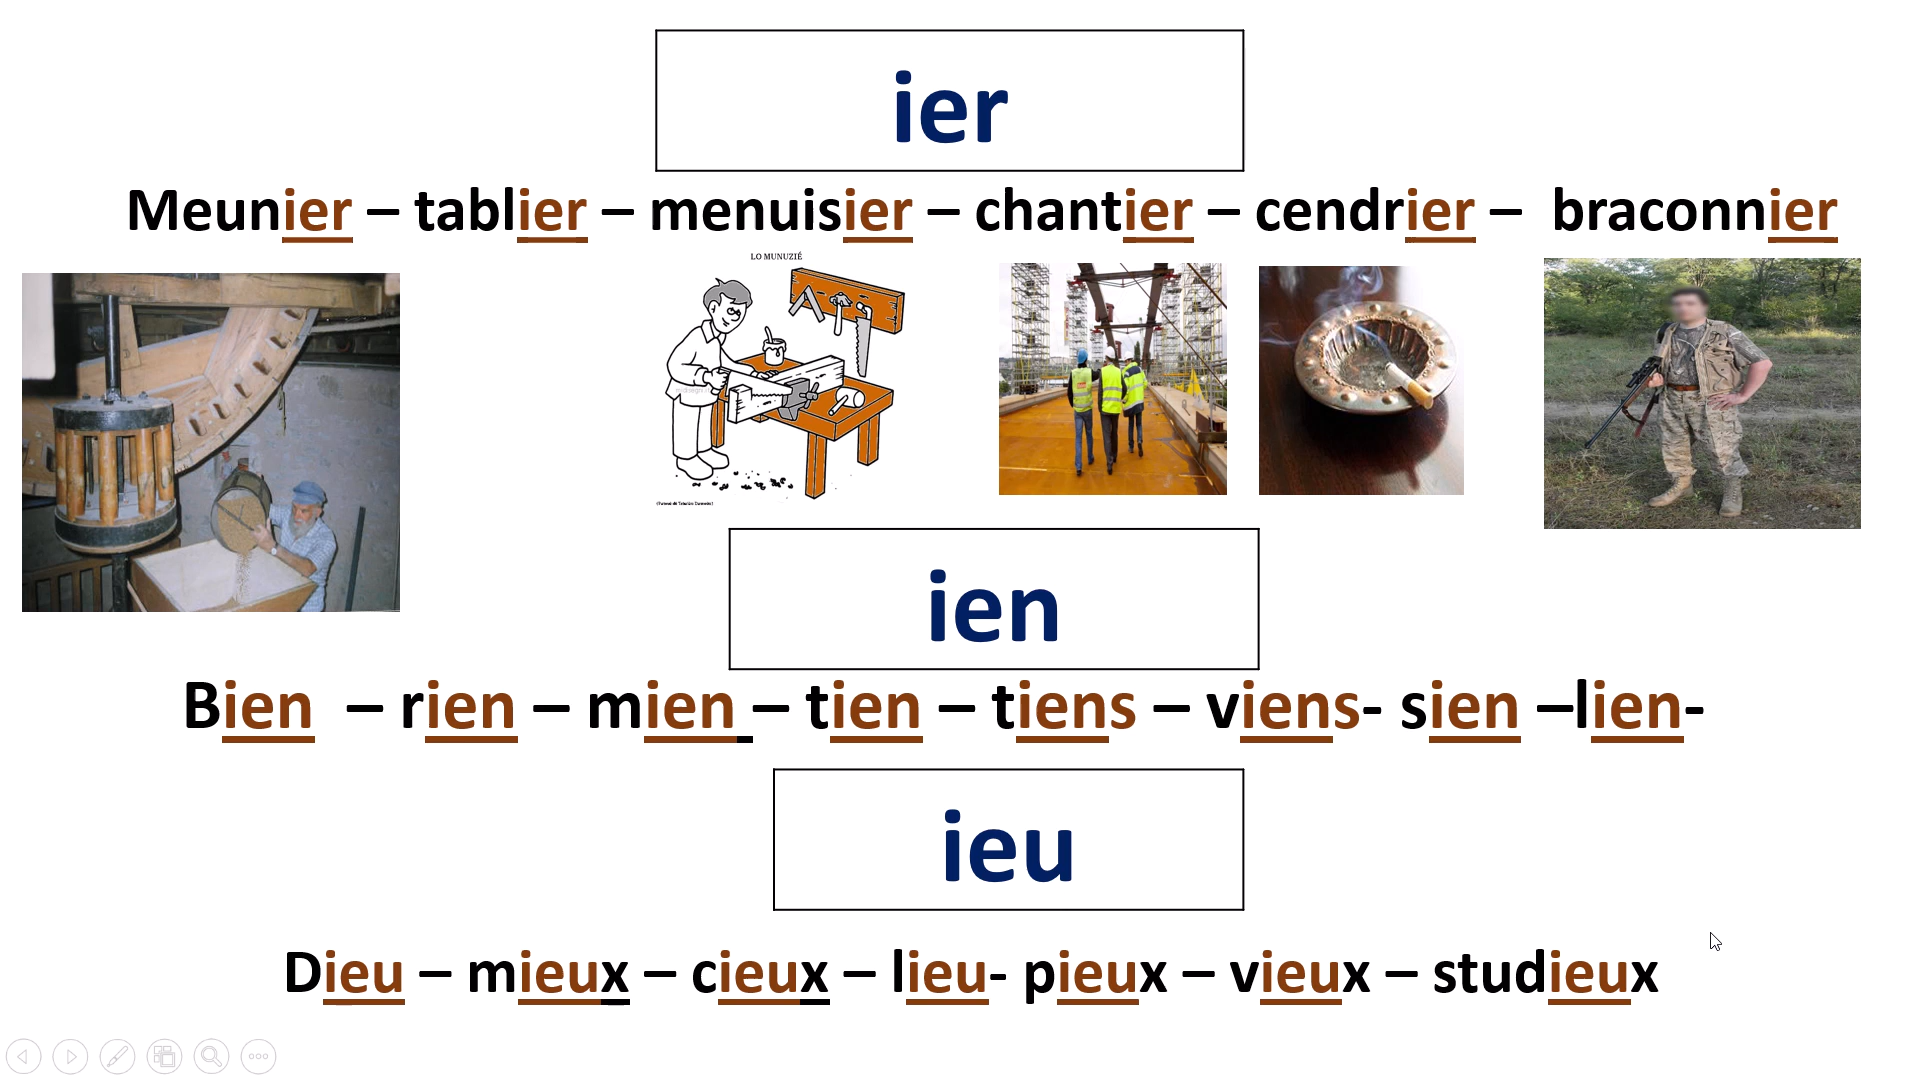 ier
Meunier – tablier – menuisier – chantier – cendrier – braconnier
LO MUNUZIÉ
ien
Bien – rien – mien – tien – tiens – viens- sien –lien-
ieu
Dieu – mieux – cieux – lieu- pieux – vieux – studieux